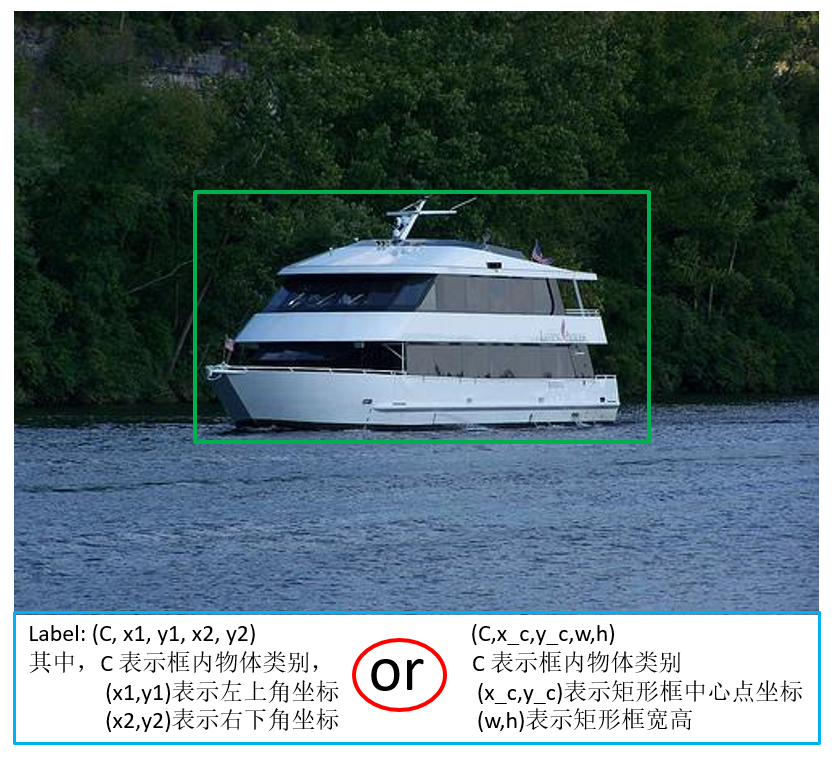 Label: (C, x1, y1, x2, y2)
其中，C 表示框内物体类别，
(x1,y1)表示左上角坐标
(x2,y2)表示右下角坐标
or
(C,x_c,y_c,w,h)
C 表示框内物体类别
(x_c,y_c)表示矩形框中心点坐标
(w,h)表示矩形框宽高